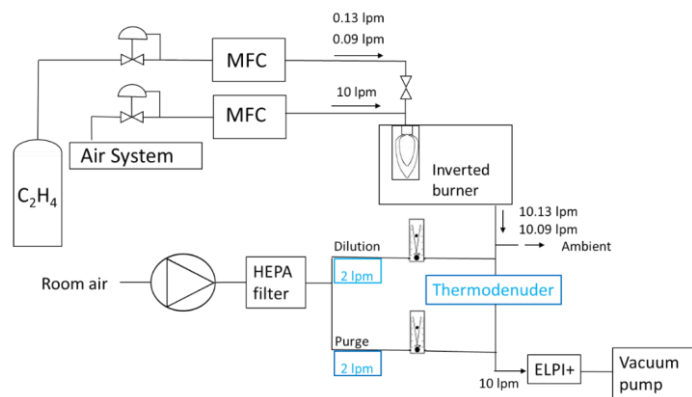 0.13 lpm
0.09 lpm
MFC
10 lpm
MFC
Air System
C₂H₄
Inverted
burner
10.13 lpm
10.09 lpm
Ambient
Dilution
2 lpm
Room air
HEPA
filter
Thermodenuder
Purge
2 lpm
10 lpm
ELPI+
Vacuum
pump